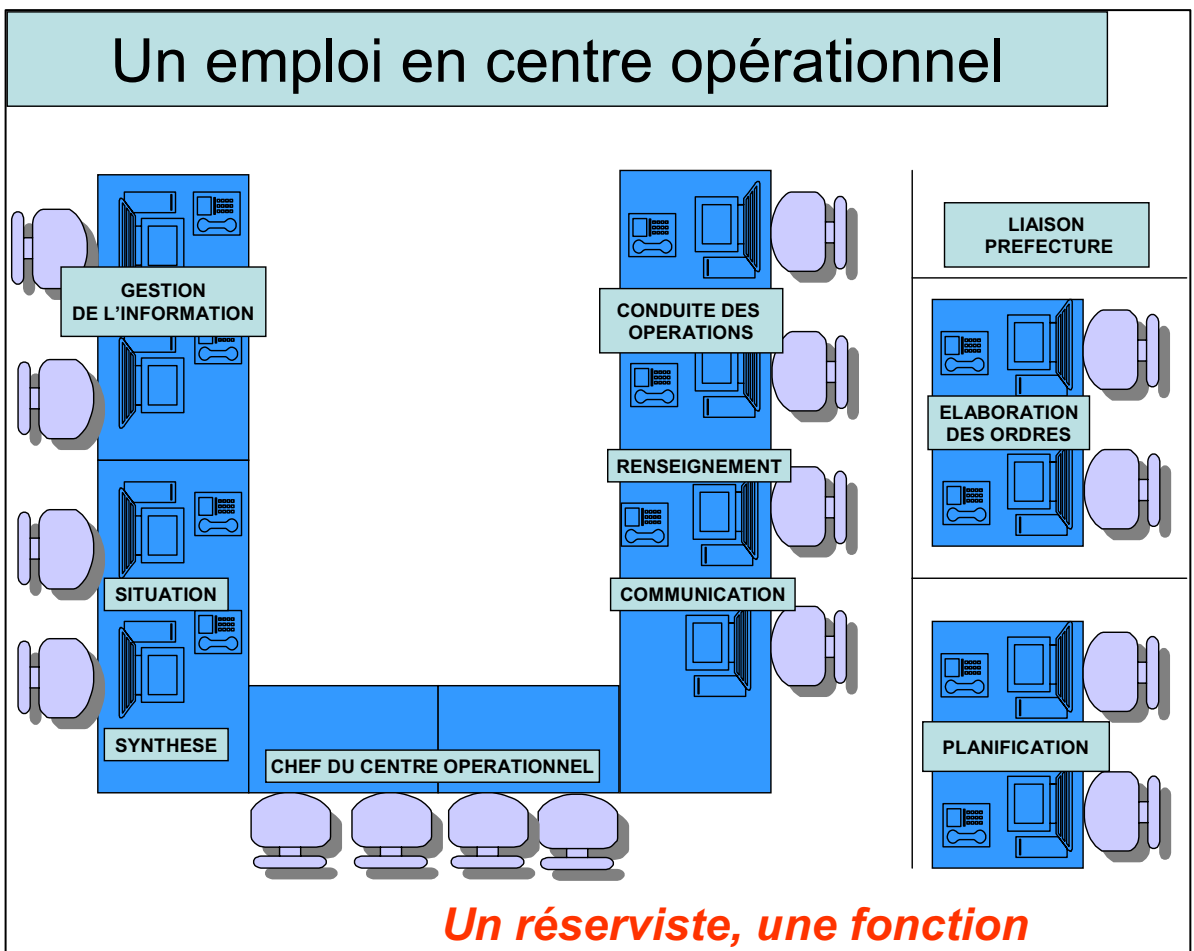 Un emploi en centre opérationnel
GESTION
DE L’INFORMATION
SITUATION
SYNTHESE
CHEF DU CENTRE OPERATIONNEL
CONDUITE DES
OPERATIONS
RENSEIGNEMENT
COMMUNICATION
LIAISON
PREFECTURE
ELABORATION
DES ORDRES
PLANIFICATION
Un réserviste, une fonction